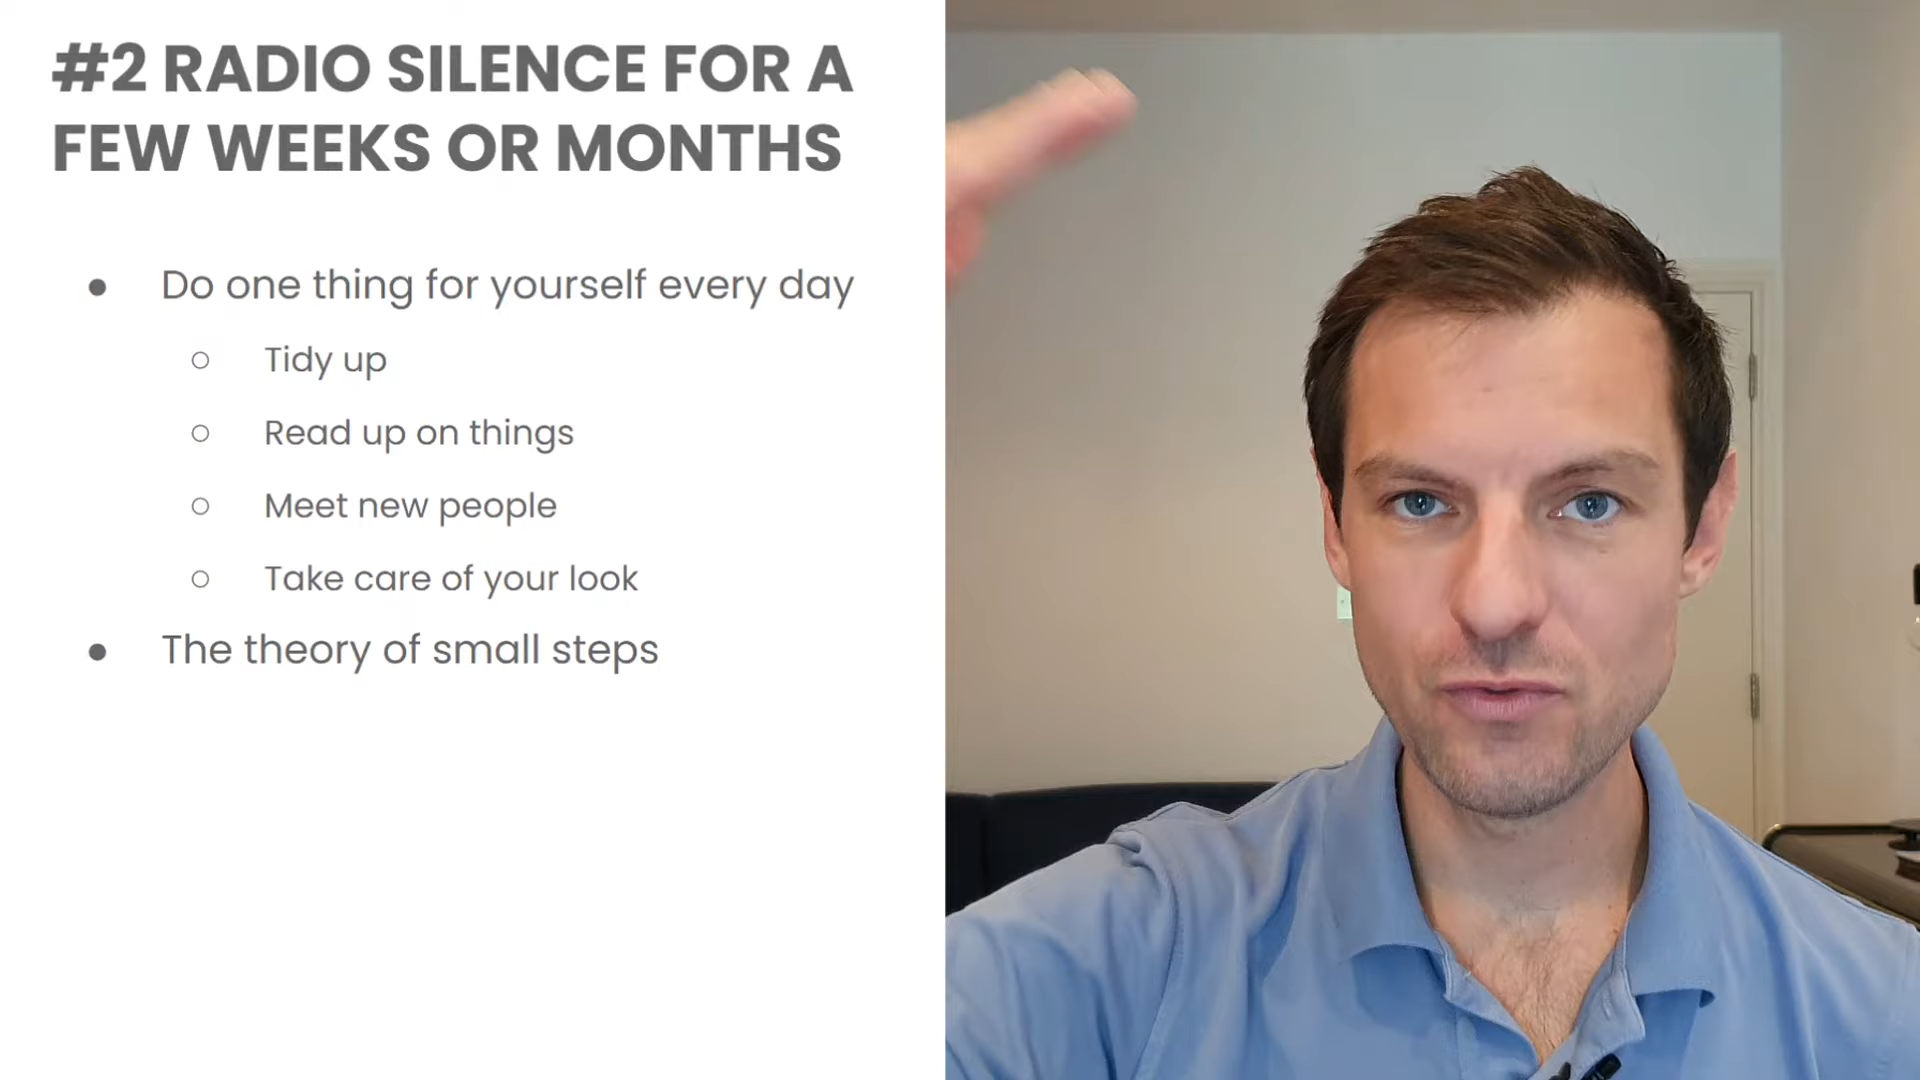 #2 RADIO SILENCE FOR A
FEW WEEKS OR MONTHS
● Do one thing for yourself every day
○ Tidy up
○ Read up on things
○ Meet new people
○ Take care of your look
● The theory of small steps